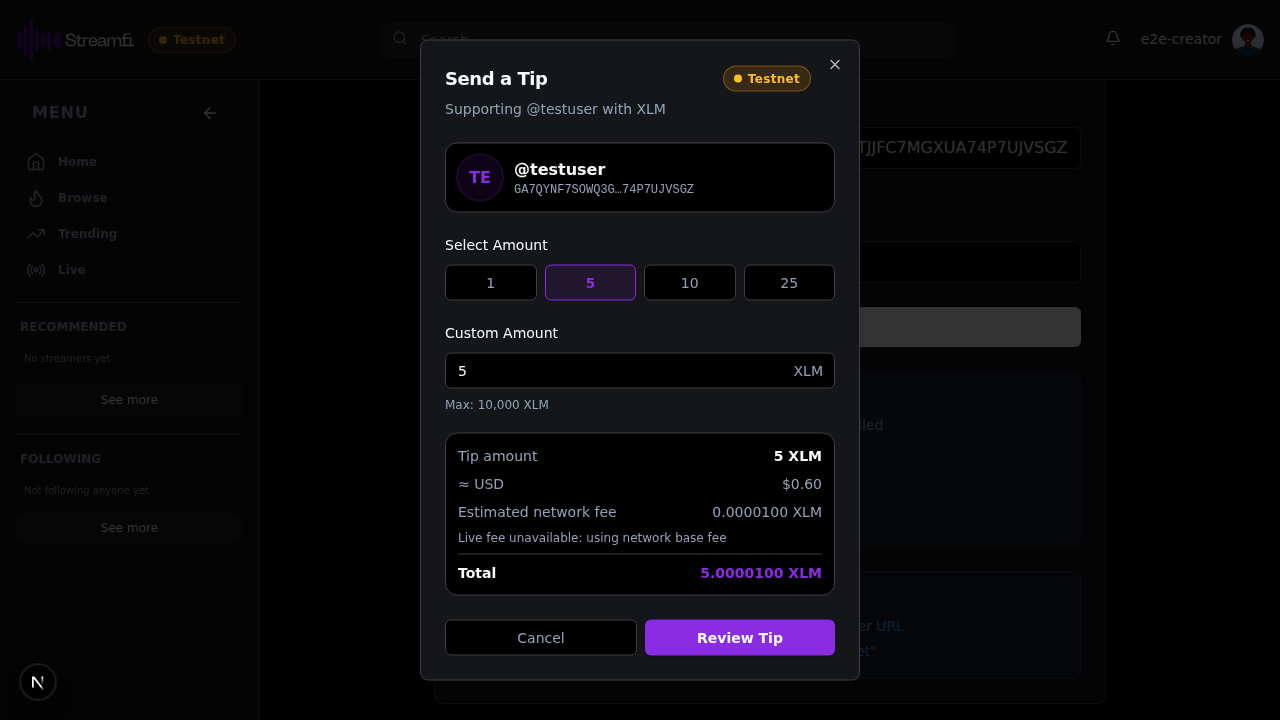 Streamfi
Testnet
Search...
e2e-creator
MENU
Home
Browse
Trending
Live
RECOMMENDED
No streamers yet
See more
FOLLOWING
Not following anyone yet
See more
N
Send a Tip
Testnet
Supporting @testuser with XLM
TE
@testuser
GA7QYNF7SOWQ3G…74P7UJVSGZ
Select Amount
1
5
10
25
Custom Amount
5 XLM
Max: 10,000 XLM
Tip amount 5 XLM
≈ USD $0.60
Estimated network fee 0.0000100 XLM
Live fee unavailable: using network base fee
Total 5.0000100 XLM
Cancel
Review Tip
TJJFC7MGXUA74P7UJVSGZ
er URL
et"